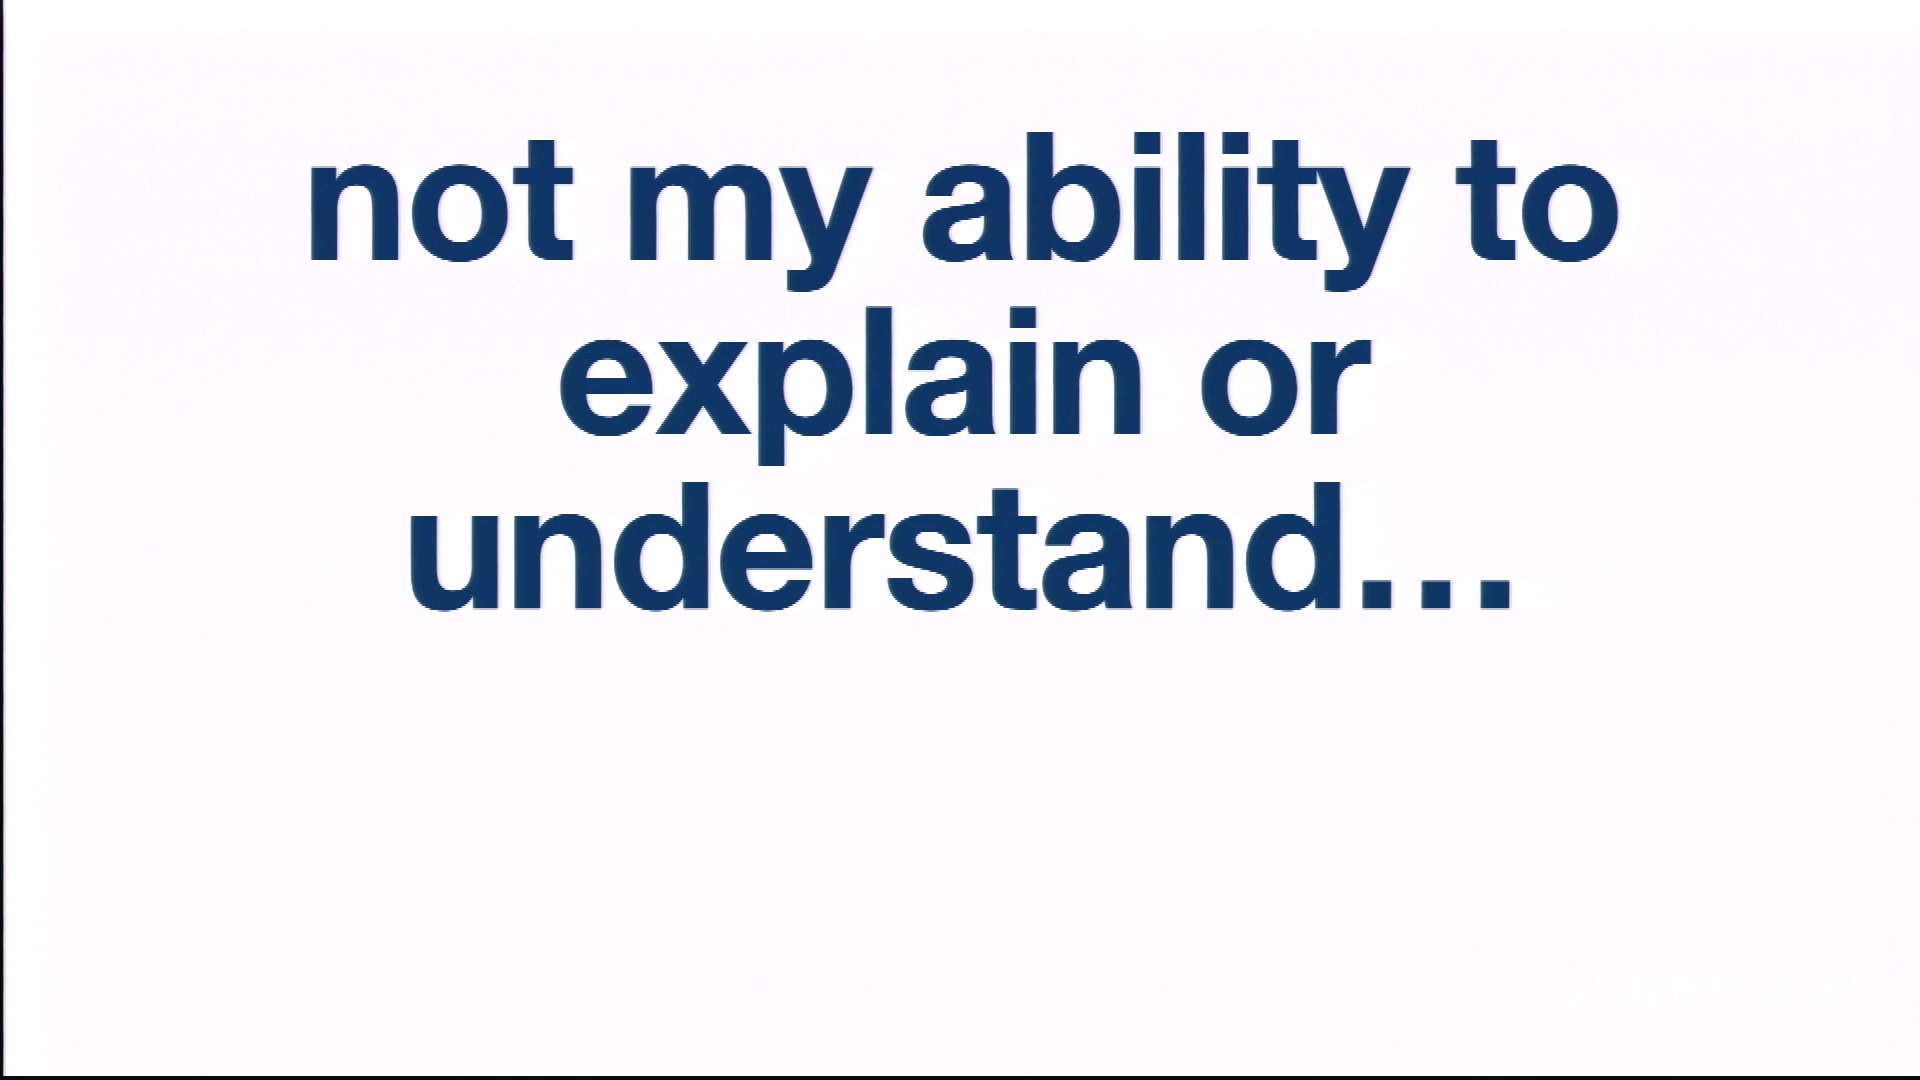 not my ability to
explain or
understand...